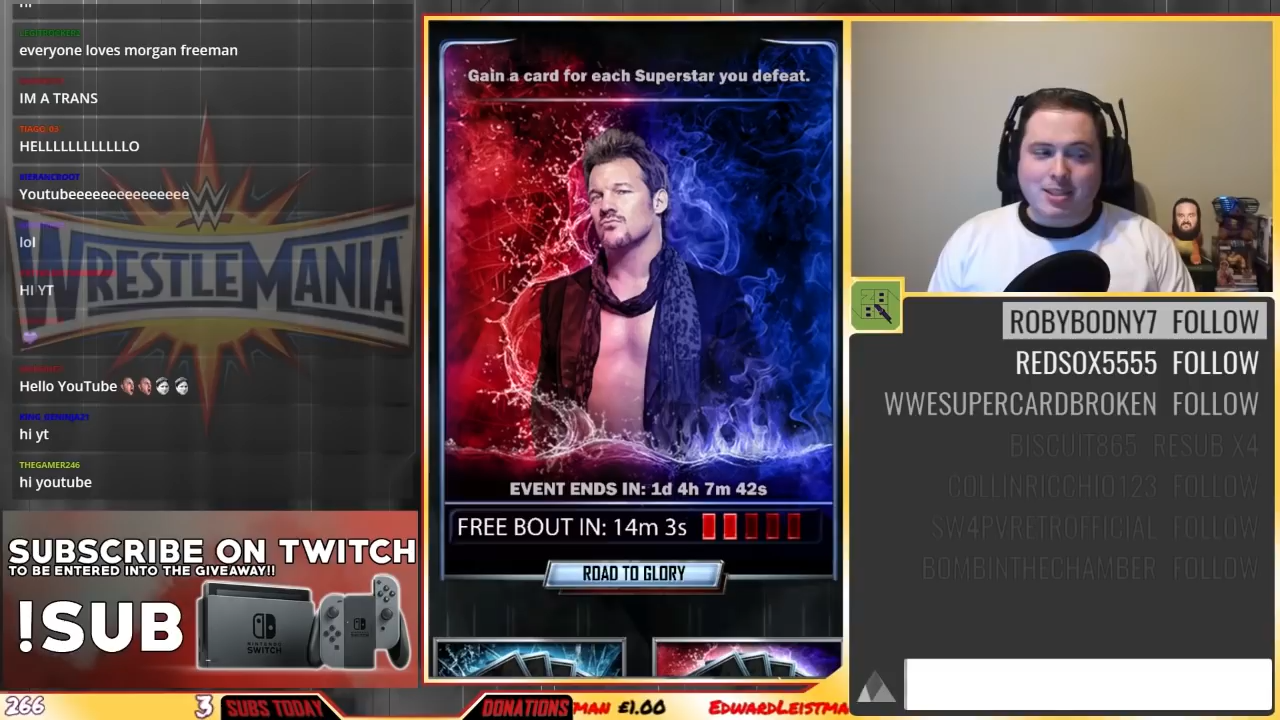 everyone loves morgan freeman
IM A TRANS
TIAGO_03
HELLLLLLLLLLLLO
Youtubeeeeeeeeeeeeeee
lol
HI YT
Hello YouTube
hi yt
THEGAMER246
hi youtube
W
WRESTLEMANIA
SUBSCRIBE ON TWITCH
TO BE ENTERED INTO THE GIVEAWAY!!
!SUB
NINTENDO
SWITCH
266
3 SUBS TODAY
DONATIONS
MAN £1.00 EDWARDLEISTMA
Gain a card for each Superstar you defeat.
EVENT ENDS IN: 1d 4h 7m 42s
FREE BOUT IN: 14m 3s
ROAD TO GLORY
ROBYBODNY7 FOLLOW
REDSOX5555 FOLLOW
WWESUPERCARDBROKEN FOLLOW
BISCUIT865 RESUB X4
COLLINRICCHIO123 FOLLOW
SW4PVRETROFFICIAL FOLLOW
BOMBINTHECHAMBER FOLLOW